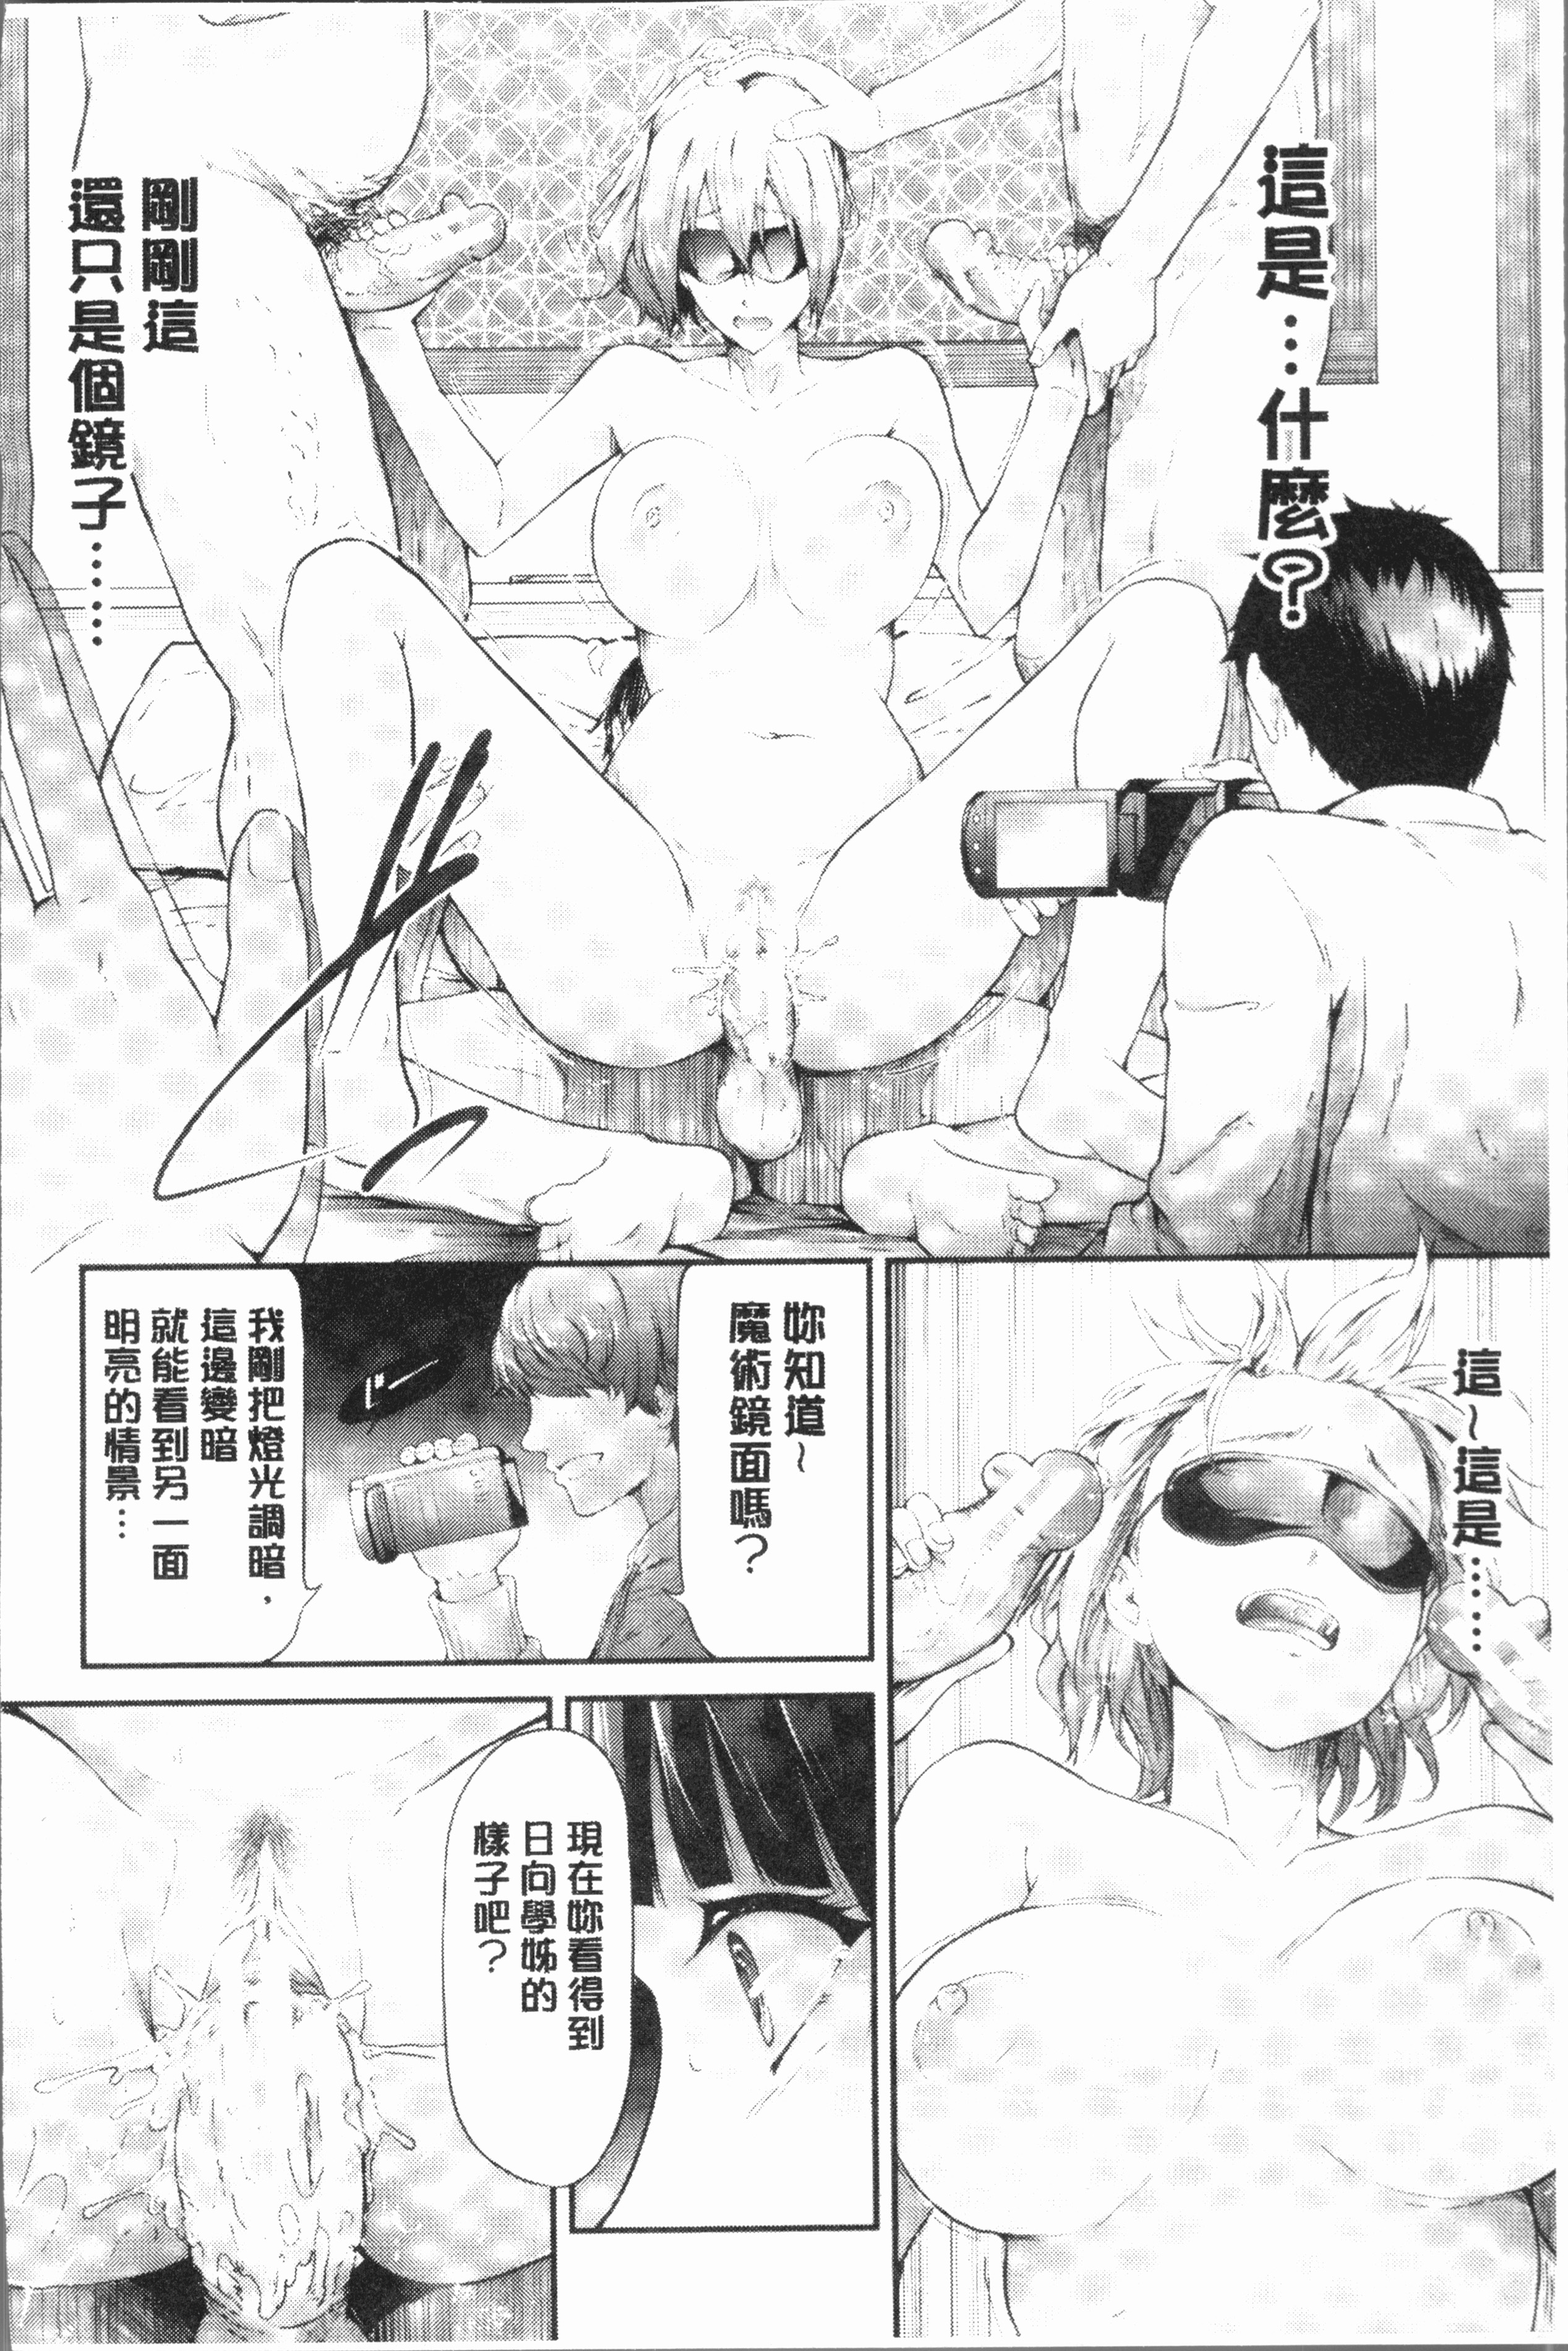 這是…什麼？
剛剛這
還只是個鏡子……
這~這是……
妳知道~
魔術鏡面嗎？
我剛把燈光調暗，
這邊變暗
就能看到另一面
明亮的情景…
現在妳看得到
日向學姊的
樣子吧？